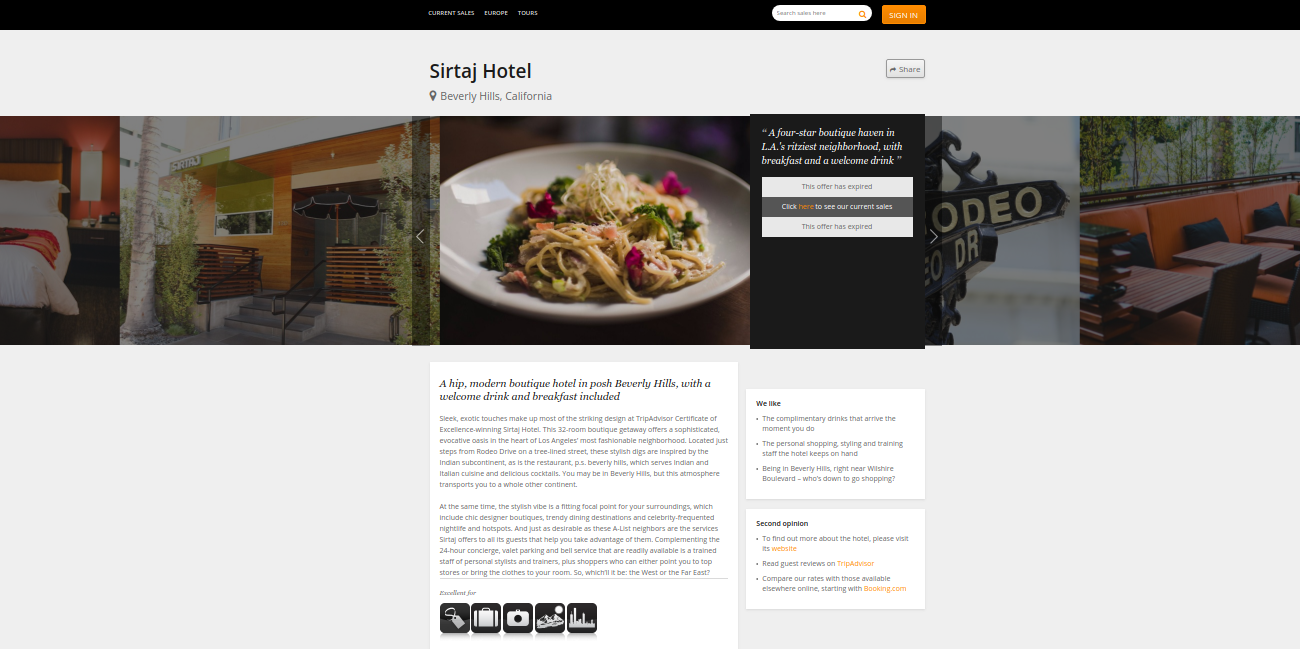 CURRENT SALES EUROPE TOURS
Search sales here
SIGN IN
Sirtaj Hotel
Share
Beverly Hills, California
SIRTAJ
“ A four-star boutique haven in
L.A.'s ritziest neighborhood, with
breakfast and a welcome drink ”
This offer has expired
Click here to see our current sales
This offer has expired
RODEO
EO DR
A hip, modern boutique hotel in posh Beverly Hills, with a
welcome drink and breakfast included
Sleek, exotic touches make up most of the striking design at TripAdvisor Certificate of
Excellence-winning Sirtaj Hotel. This 32-room boutique getaway offers a sophisticated,
evocative oasis in the heart of Los Angeles' most fashionable neighborhood. Located just
steps from Rodeo Drive on a tree-lined street, these stylish digs are inspired by the
Indian subcontinent, as is the restaurant, p.s. beverly hills, which serves Indian and
Italian cuisine and delicious cocktails. You may be in Beverly Hills, but this atmosphere
transports you to a whole other continent.
At the same time, the stylish vibe is a fitting focal point for your surroundings, which
include chic designer boutiques, trendy dining destinations and celebrity-frequented
nightlife and hotspots. And just as desirable as these A-List neighbors are the services
Sirtaj offers to all its guests that help you take advantage of them. Complementing the
24-hour concierge, valet parking and bell service that are readily available is a trained
staff of personal stylists and trainers, plus shoppers who can either point you to top
stores or bring the clothes to your room. So, which'll it be: the West or the Far East?
Excellent for
We like
• The complimentary drinks that arrive the
moment you do
• The personal shopping, styling and training
staff the hotel keeps on hand
• Being in Beverly Hills, right near Wilshire
Boulevard – who's down to go shopping?
Second opinion
• To find out more about the hotel, please visit
its website
• Read guest reviews on TripAdvisor
• Compare our rates with those available
elsewhere online, starting with Booking.com